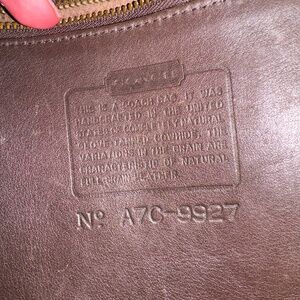 COACH
THIS IS A COACH BAG. IT WAS
HANDCRAFTED IN THE UNITED
STATES OF COMPLETELY NATURAL
GLOVE TANNED COWHIDE. THE
VARIATIONS IN THE GRAIN ARE
CHARACTERISTIC OF NATURAL
FULL GRAIN LEATHER.
Nº A7C-9927